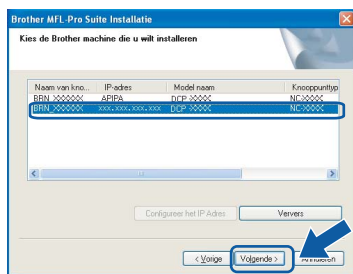 Brother MFL-Pro Suite Installatie
Kies de Brother machine die u wilt installeren
Naam van kno... IP-adres Model naam Knooppunttyp
BRN_XXXXXX APIPA DCP-XXXX NC-XXXX
BRN_XXXXXX XXX.XXX.XXX.XXX DCP-XXXX NC-XXXX
Configureer het IP Adres Ververs
< Vorige Volgende > Annuleren